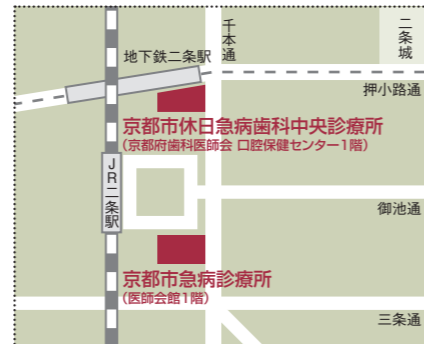 千本通
二条城
地下鉄二条駅
押小路通
京都市休日急病歯科中央診療所
(京都府歯科医師会 口腔保健センター1階)
JR二条駅
御池通
京都市急病診療所
(医師会館1階)
三条通